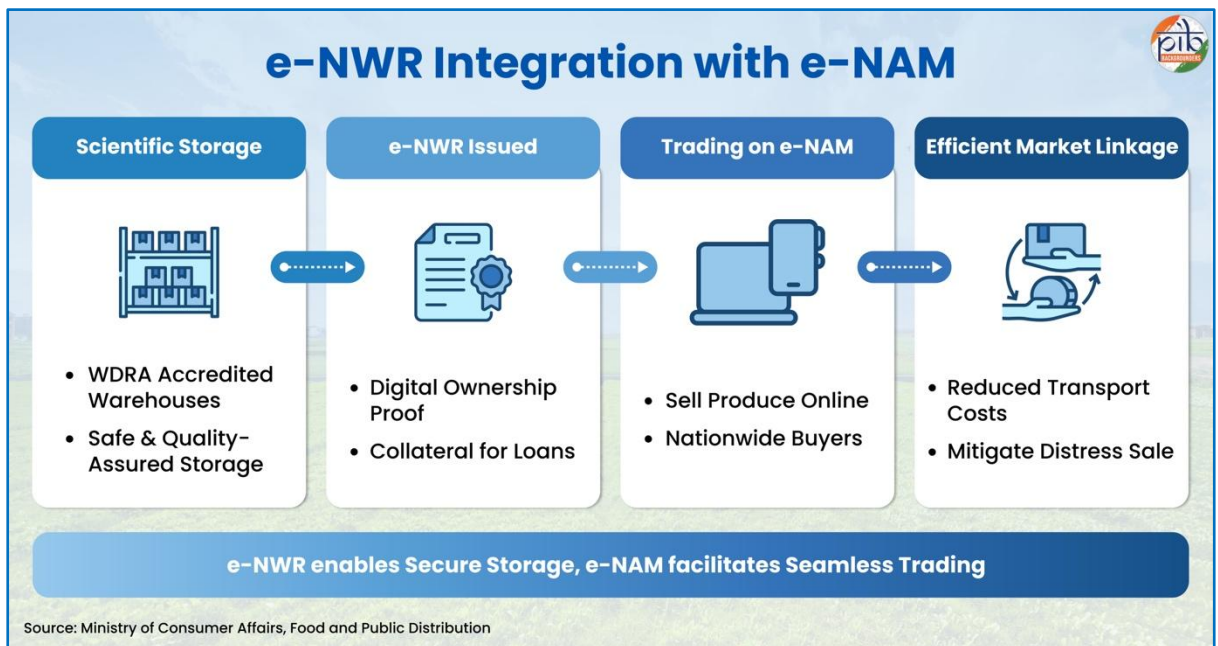 e-NWR Integration with e-NAM
pib
BACKGROUNDERS
Scientific Storage
WDRA Accredited
Warehouses
Safe & Quality-
Assured Storage
e-NWR Issued
Digital Ownership
Proof
Collateral for Loans
Trading on e-NAM
Sell Produce Online
Nationwide Buyers
Efficient Market Linkage
Reduced Transport
Costs
Mitigate Distress Sale
e-NWR enables Secure Storage, e-NAM facilitates Seamless Trading
Source: Ministry of Consumer Affairs, Food and Public Distribution